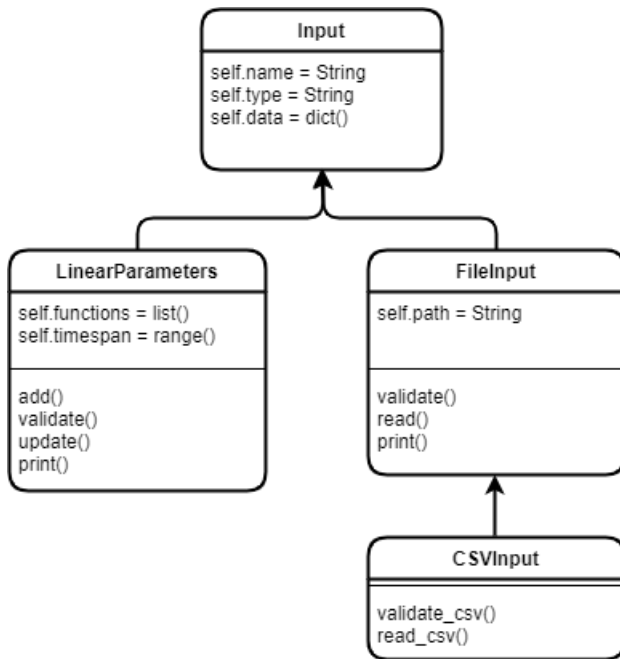 Input
self.name = String
self.type = String
self.data = dict()
LinearParameters
self.functions = list()
self.timespan = range()
add()
validate()
update()
print()
FileInput
self.path = String
validate()
read()
print()
CSVInput
validate_csv()
read_csv()